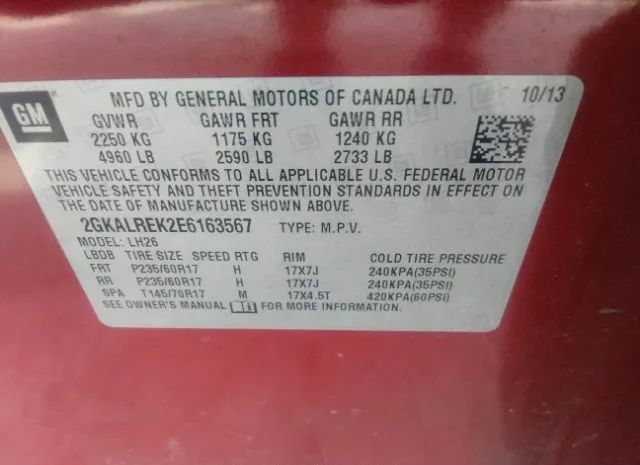 GM
MFD BY GENERAL MOTORS OF CANADA LTD. 10/13
GVWR GAWR FRT GAWR RR
2250 KG 1175 KG 1240 KG
4960 LB 2590 LB 2733 LB
THIS VEHICLE CONFORMS TO ALL APPLICABLE U.S. FEDERAL MOTOR
VEHICLE SAFETY AND THEFT PREVENTION STANDARDS IN EFFECT ON
THE DATE OF MANUFACTURE SHOWN ABOVE.
2GKALREK2E6163567 TYPE: M.P.V.
MODEL: LH26
LBDB TIRE SIZE SPEED RTG RIM COLD TIRE PRESSURE
FRT P235/60R17 H 17X7J 240KPA(35PSI)
RR P235/60R17 H 17X7J 240KPA(35PSI)
SPA T145/70R17 M 17X4.5T 420KPA(60PSI)
SEE OWNER'S MANUAL FOR MORE INFORMATION.